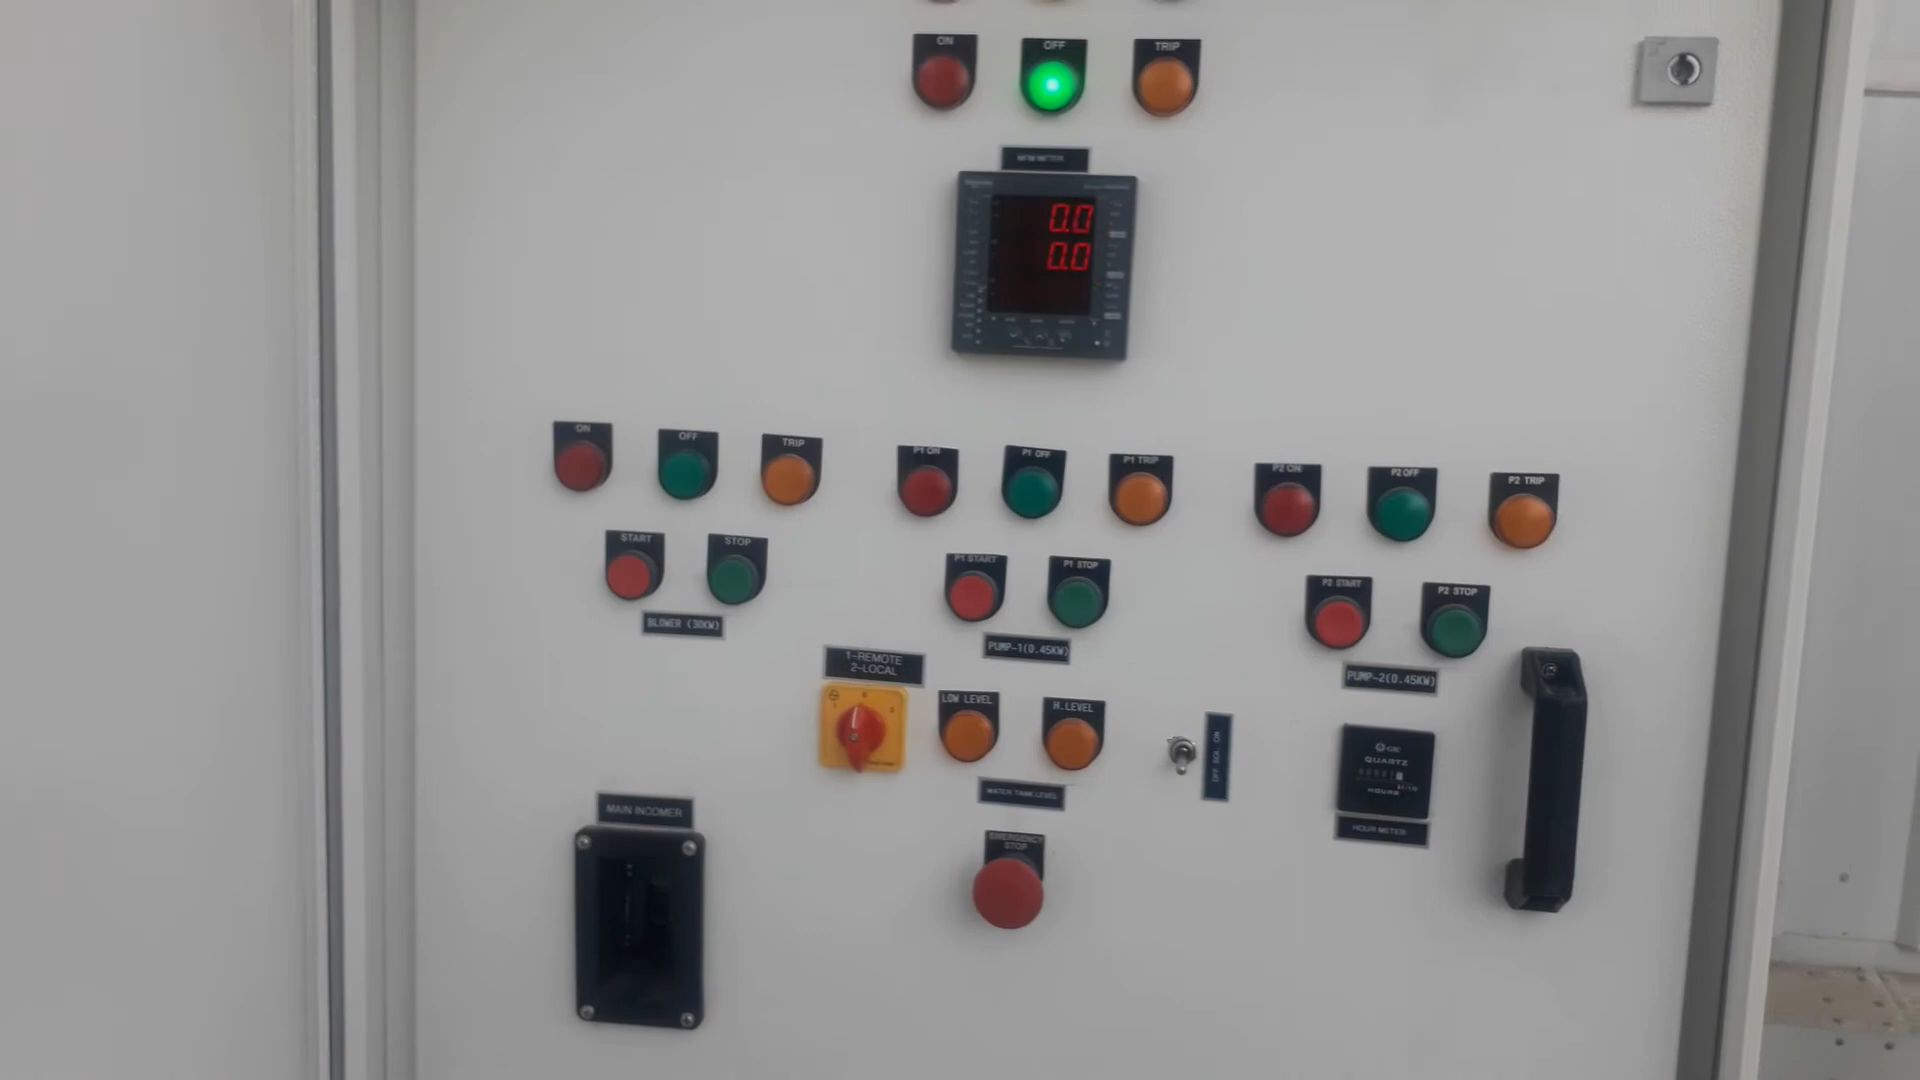 ON
OFF
TRIP
MFM METER
0.0
0.0
ON
OFF
TRIP
P1 ON
P1 OFF
P1 TRIP
P2 ON
P2 OFF
P2 TRIP
START
STOP
P1 START
P1 STOP
P2 START
P2 STOP
BLOWER (30KW)
PUMP-1(0.45KW)
PUMP-2(0.45KW)
1-REMOTE
2-LOCAL
LOW LEVEL
H.LEVEL
OFF SOL. ON
QUARTZ
HOURS
WATER TANK LEVEL
HOUR METER
MAIN INCOMER
EMERGENCY
STOP